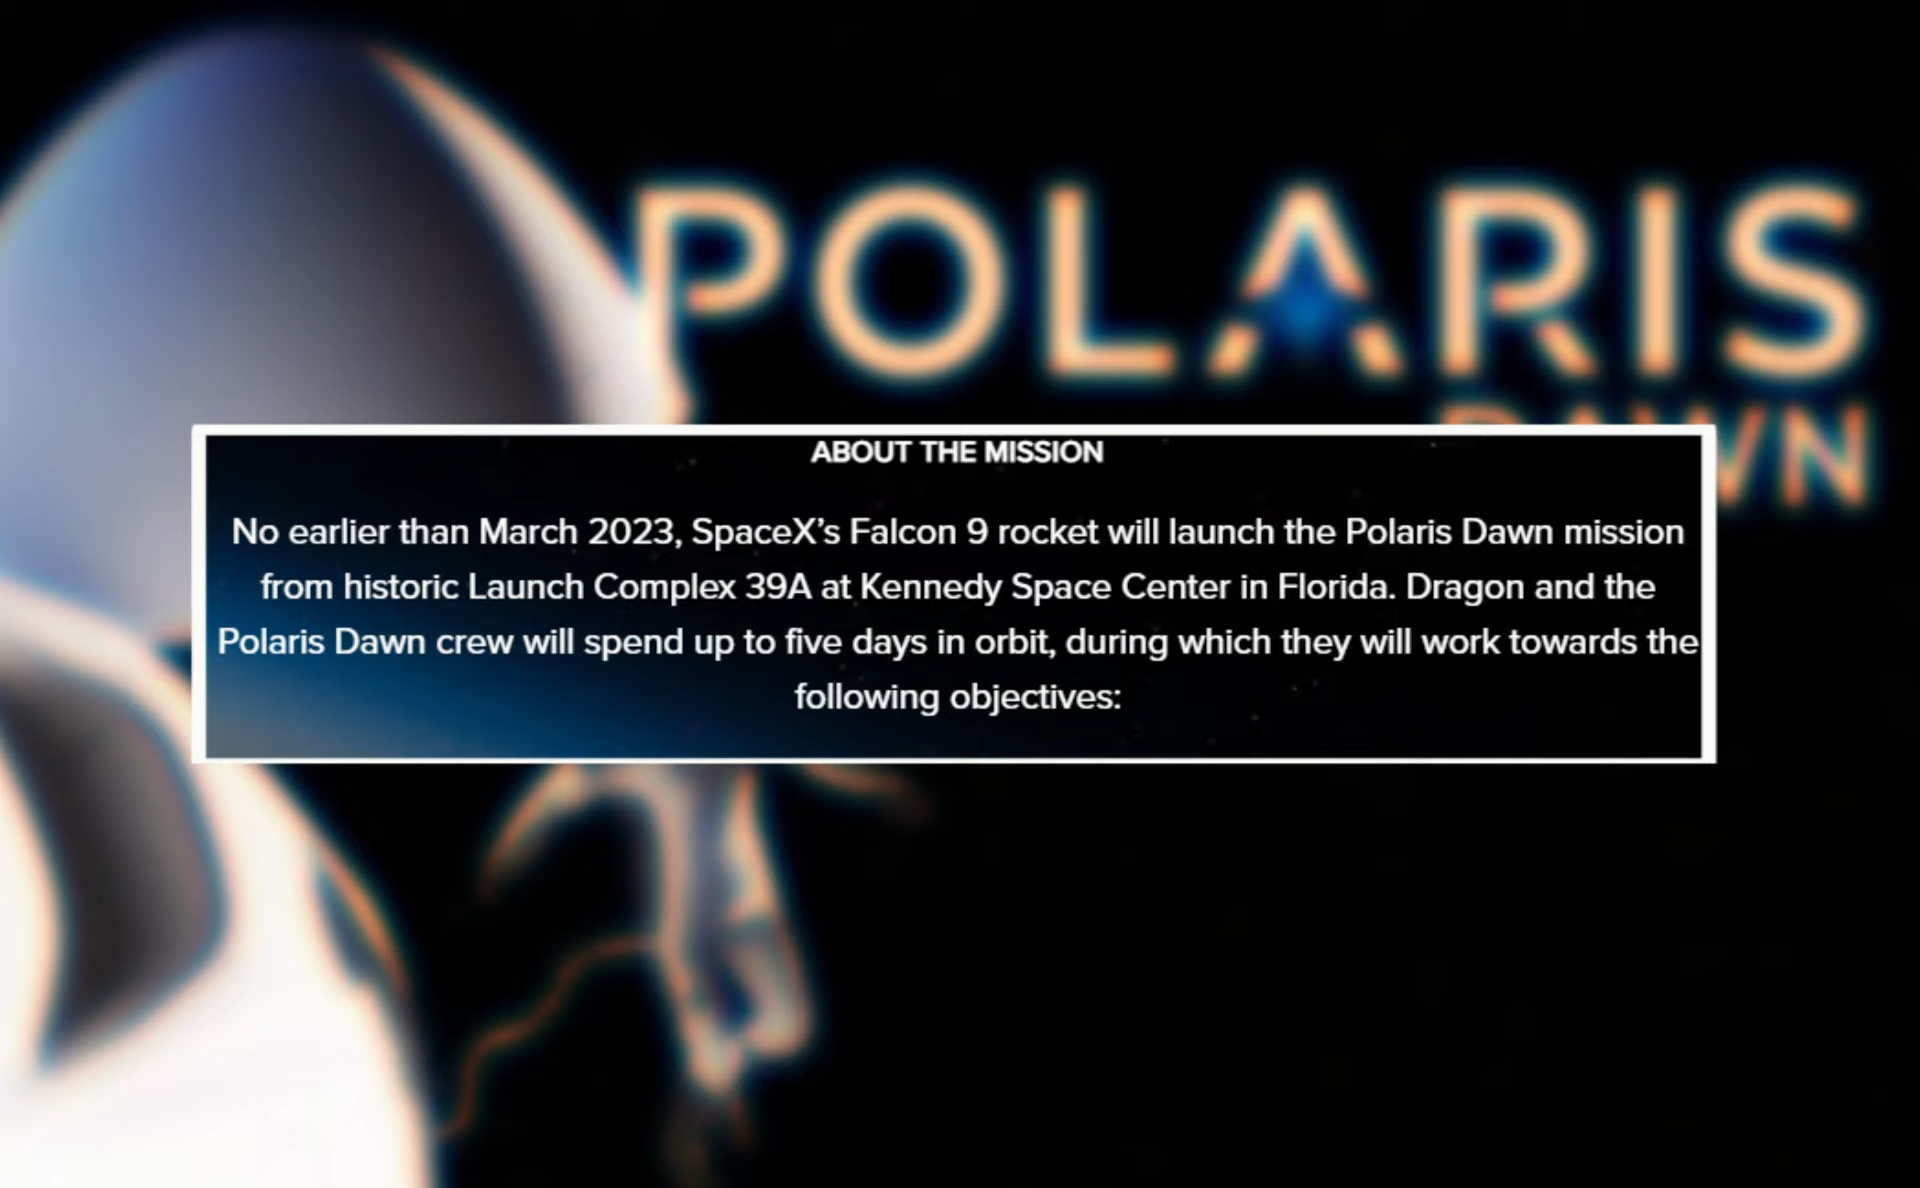 POLARIS
DAWN
ABOUT THE MISSION
No earlier than March 2023, SpaceX’s Falcon 9 rocket will launch the Polaris Dawn mission
from historic Launch Complex 39A at Kennedy Space Center in Florida. Dragon and the
Polaris Dawn crew will spend up to five days in orbit, during which they will work towards the
following objectives: